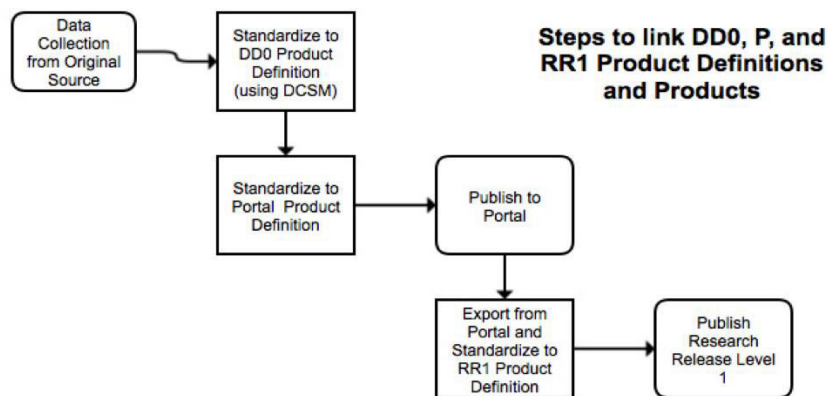 Data
Collection
from Original
Source
Standardize to
DD0 Product
Definition
(using DCSM)
Steps to link DD0, P, and
RR1 Product Definitions
and Products
Standardize to
Portal Product
Definition
Publish to
Portal
Export from
Portal and
Standardize to
RR1 Product
Definition
Publish
Research
Release Level
1